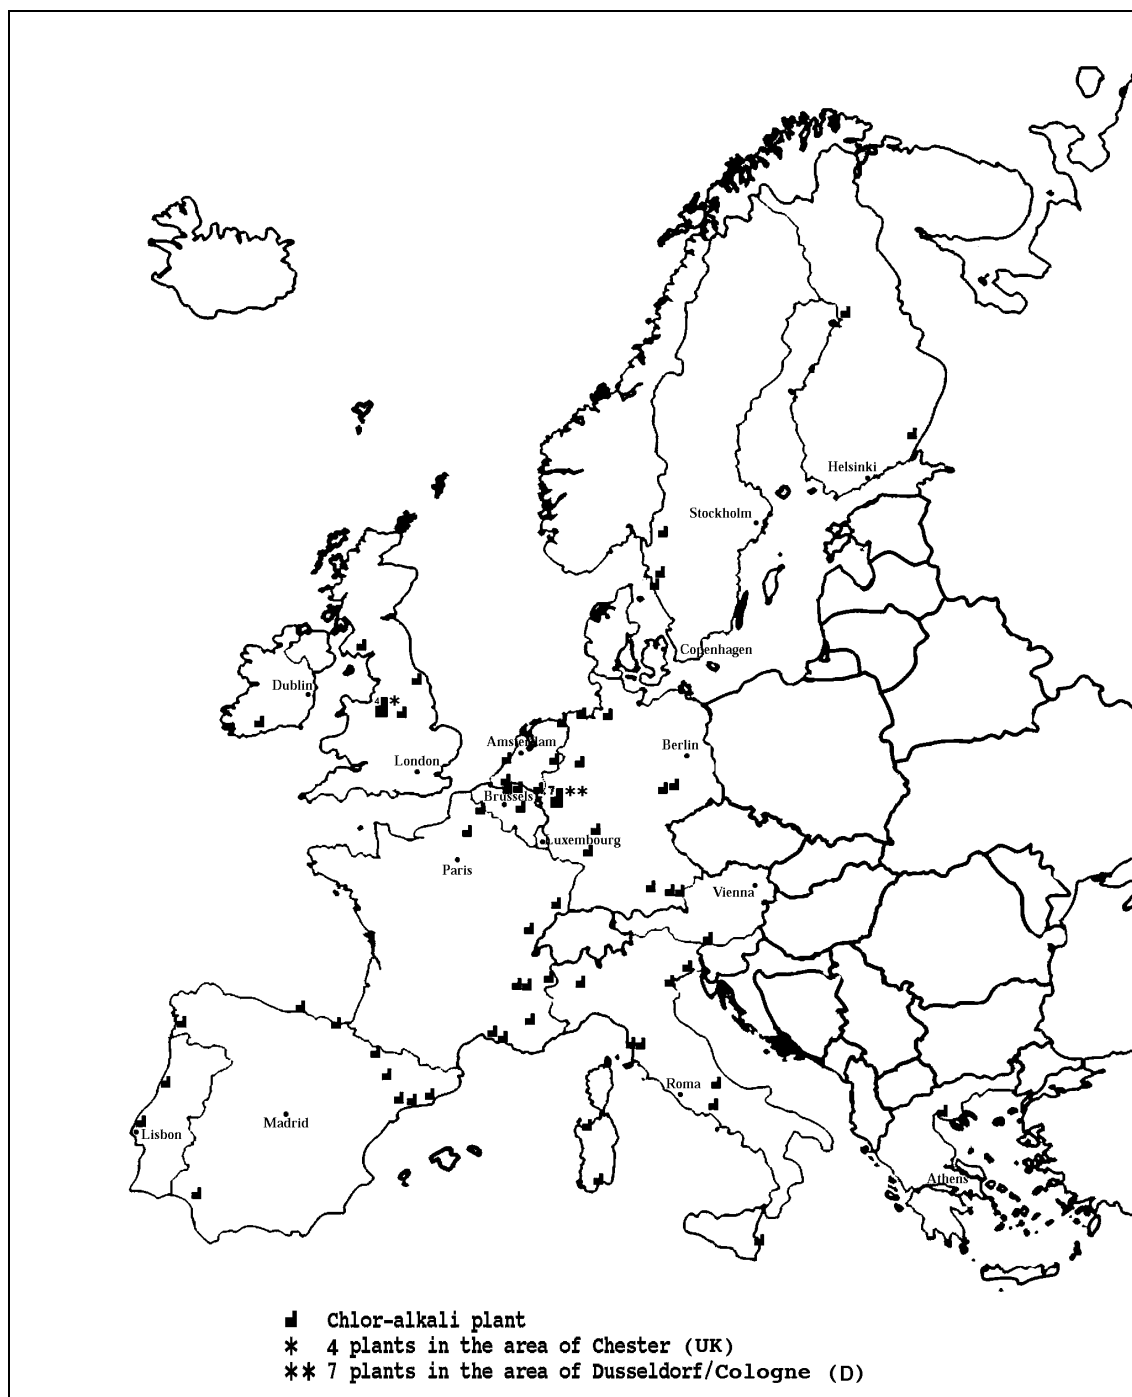 Helsinki
Stockholm
Copenhagen
Dublin
4 *
London
Amsterdam
Berlin
Brussels
7 **
Luxembourg
Paris
Vienna
Roma
Madrid
Lisbon
Athens
Chlor-alkali plant
* 4 plants in the area of Chester (UK)
** 7 plants in the area of Dusseldorf/Cologne (D)